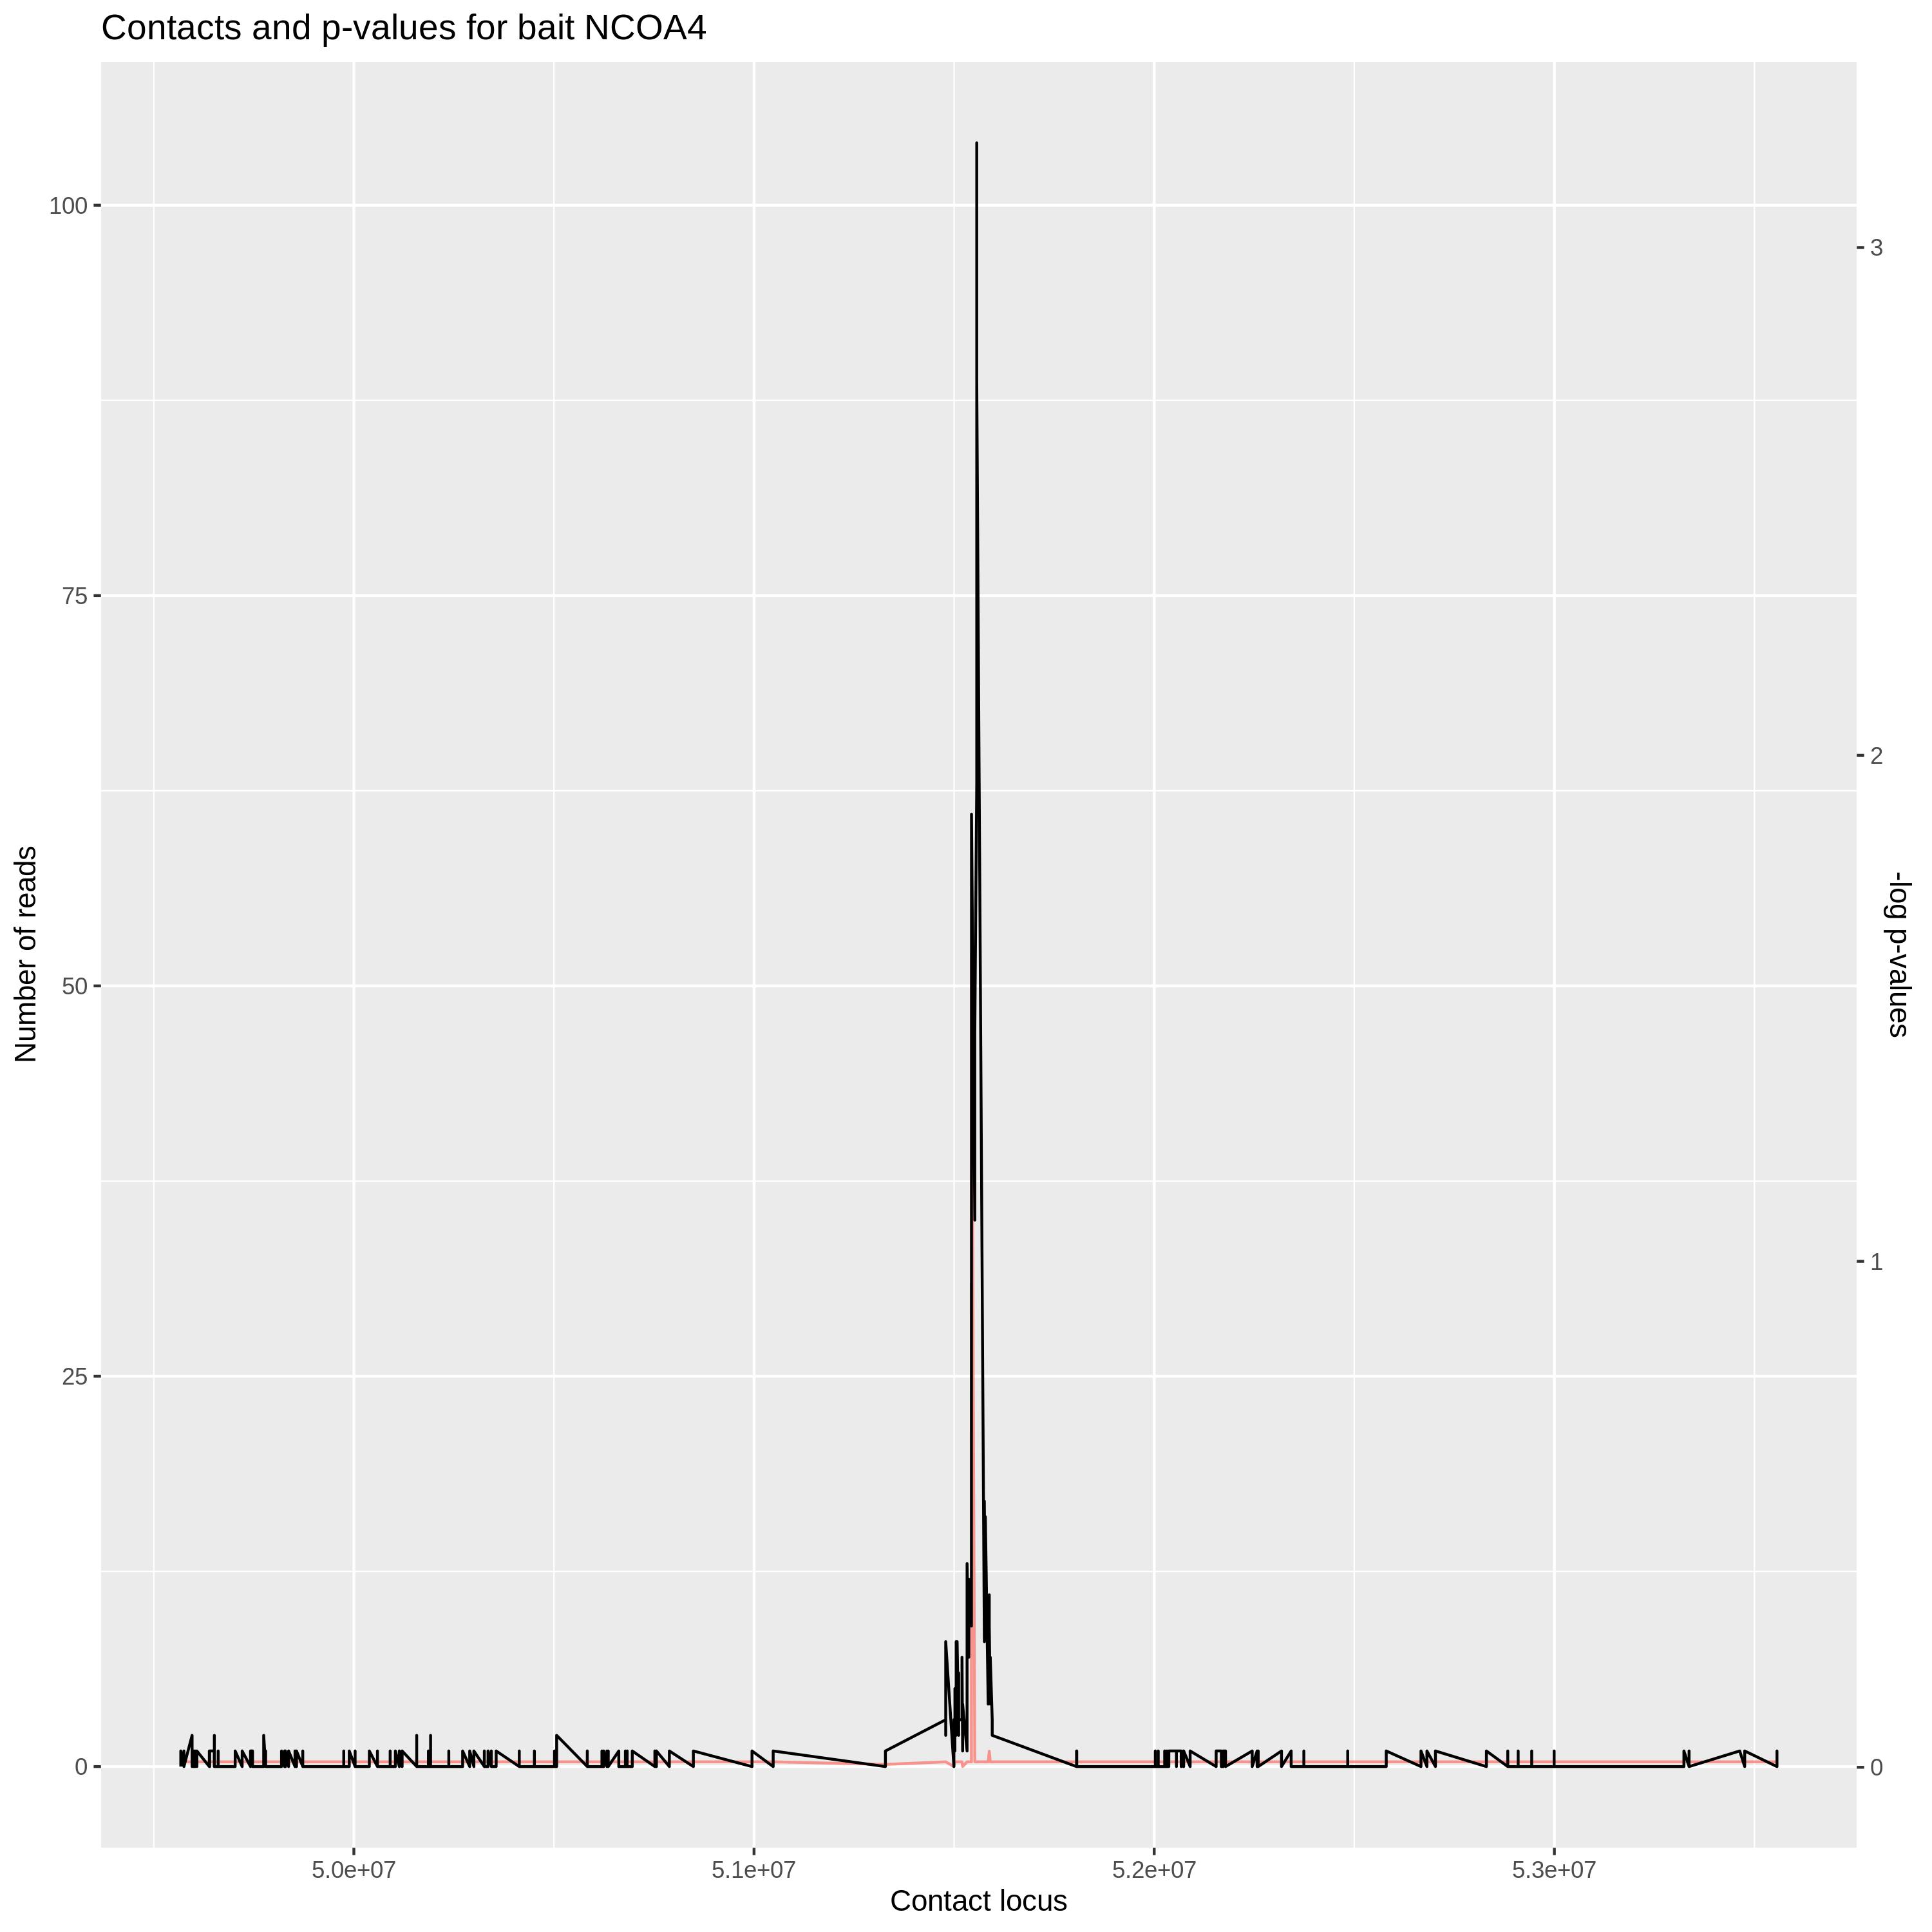 Contacts and p-values for bait NCOA4
100
75
50
25
0
Number of reads
3
2
1
0
-log p-values
5.0e+07
5.1e+07
5.2e+07
5.3e+07
Contact locus